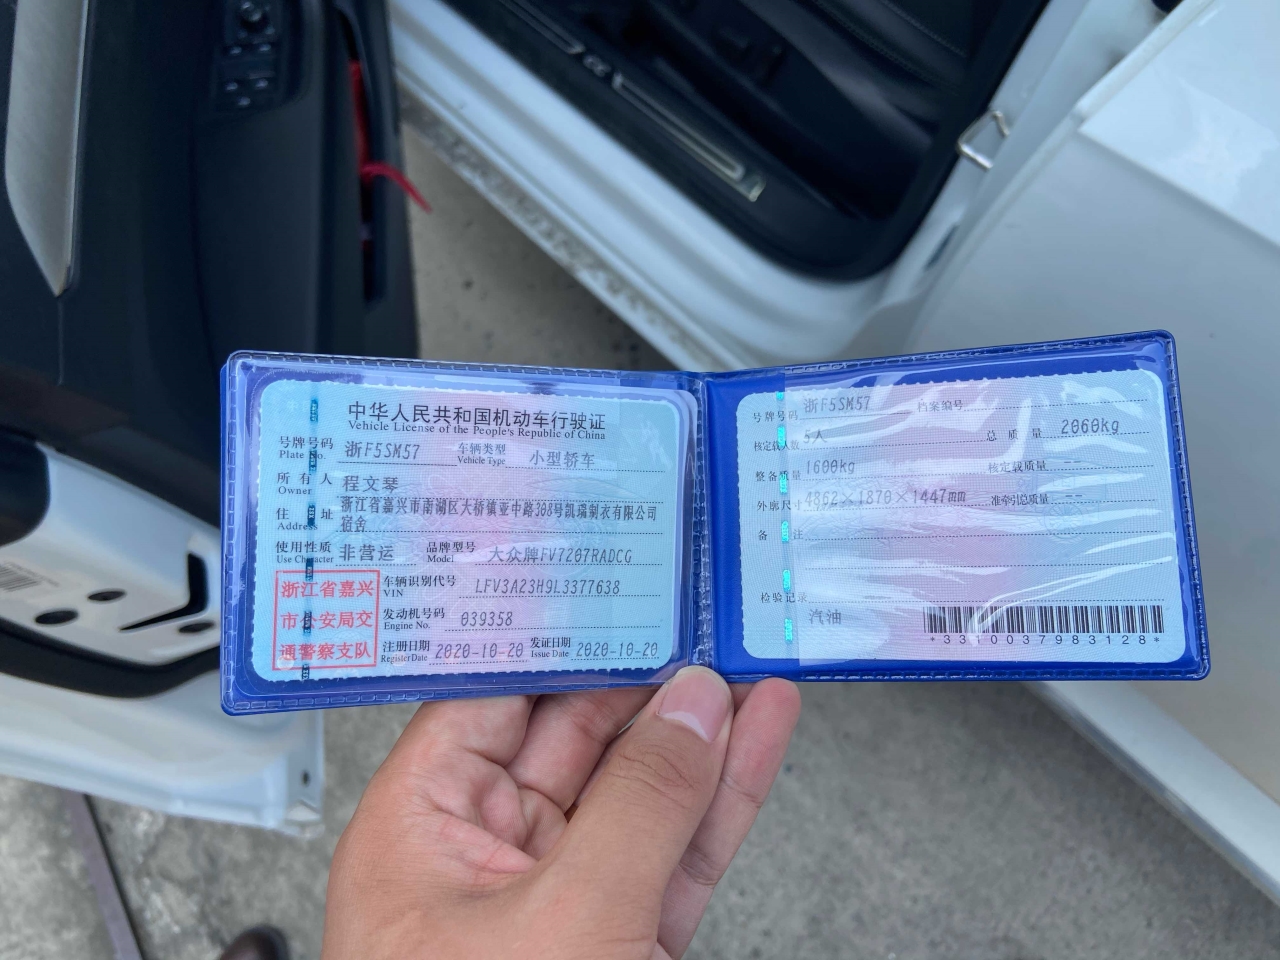 中华人民共和国机动车行驶证
Vehicle License of the People's Republic of China
号牌号码 浙F5SM57 车辆类型 小型轿车
Plate No. Vehicle Type
所有人 程文琴
Owner
住址 浙江省嘉兴市南湖区大桥镇亚中路308号凯瑞制衣有限公司
Address 宿舍
使用性质 非营运 品牌型号 大众牌FV7207RADCG
Use Character Model
浙江省嘉兴
市公安局交
通警察支队
车辆识别代号 LFV3A23H9L3377638
VIN
发动机号码 039358
Engine No.
注册日期 2020-10-20 发证日期 2020-10-20
Register Date Issue Date
号牌号码 浙F5SM57 档案编号
核定载人数 5人 总质量 2060kg
整备质量 1600kg 核定载质量 --
外廓尺寸 4862×1870×1447mm 准牵引总质量 --
备注
检验记录
汽油
*3310037983128*